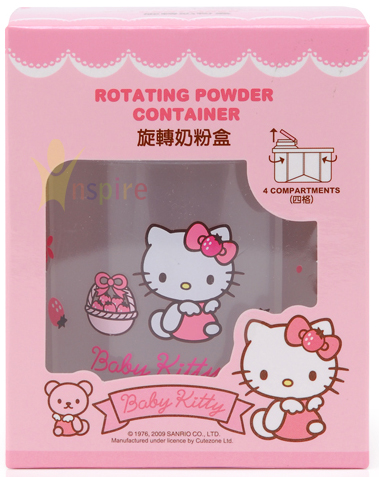 ROTATING POWDER
CONTAINER
旋轉奶粉盒
nspire
4 COMPARTMENTS
(四格)
Baby Kitty
Baby Kitty
© 1976, 2009 SANRIO CO., LTD.
Manufactured under licence by Cutezone Ltd.